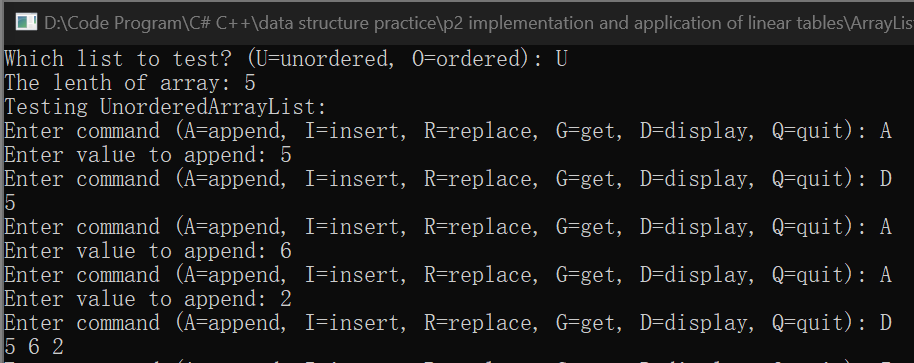 D:\Code Program\C# C++\data structure practice\p2 implementation and application of linear tables\ArrayLis
Which list to test? (U=unordered, O=ordered): U
The lenth of array: 5
Testing UnorderedArrayList:
Enter command (A=append, I=insert, R=replace, G=get, D=display, Q=quit): A
Enter value to append: 5
Enter command (A=append, I=insert, R=replace, G=get, D=display, Q=quit): D
5
Enter command (A=append, I=insert, R=replace, G=get, D=display, Q=quit): A
Enter value to append: 6
Enter command (A=append, I=insert, R=replace, G=get, D=display, Q=quit): A
Enter value to append: 2
Enter command (A=append, I=insert, R=replace, G=get, D=display, Q=quit): D
5 6 2